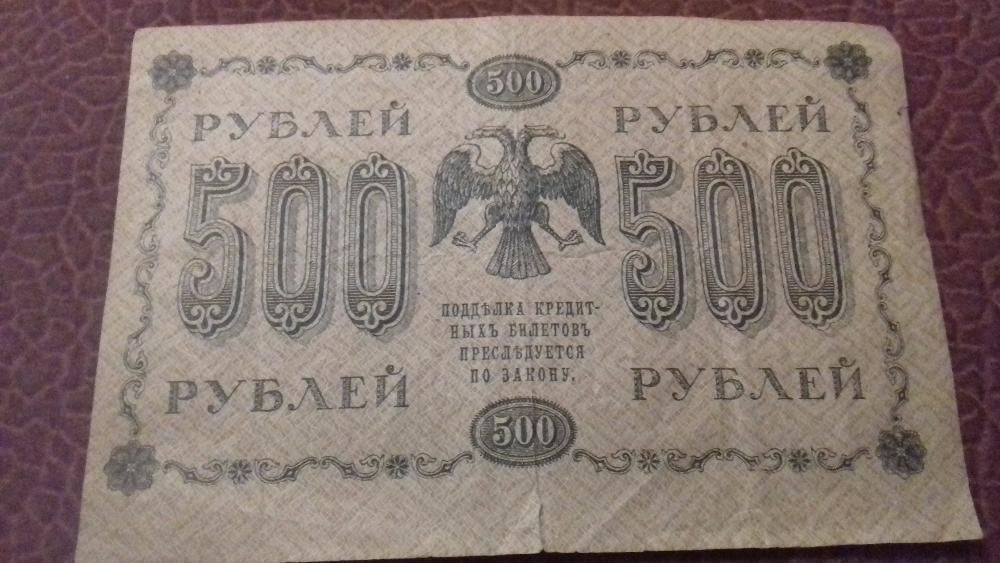 500
РУБЛЕЙ РУБЛЕЙ
500 500
ПОДДѢЛКА КРЕДИТ-
НЫХЪ БИЛЕТОВЪ
ПРЕСЛѢДУЕТСЯ
ПО ЗАКОНУ.
РУБЛЕЙ РУБЛЕЙ
500